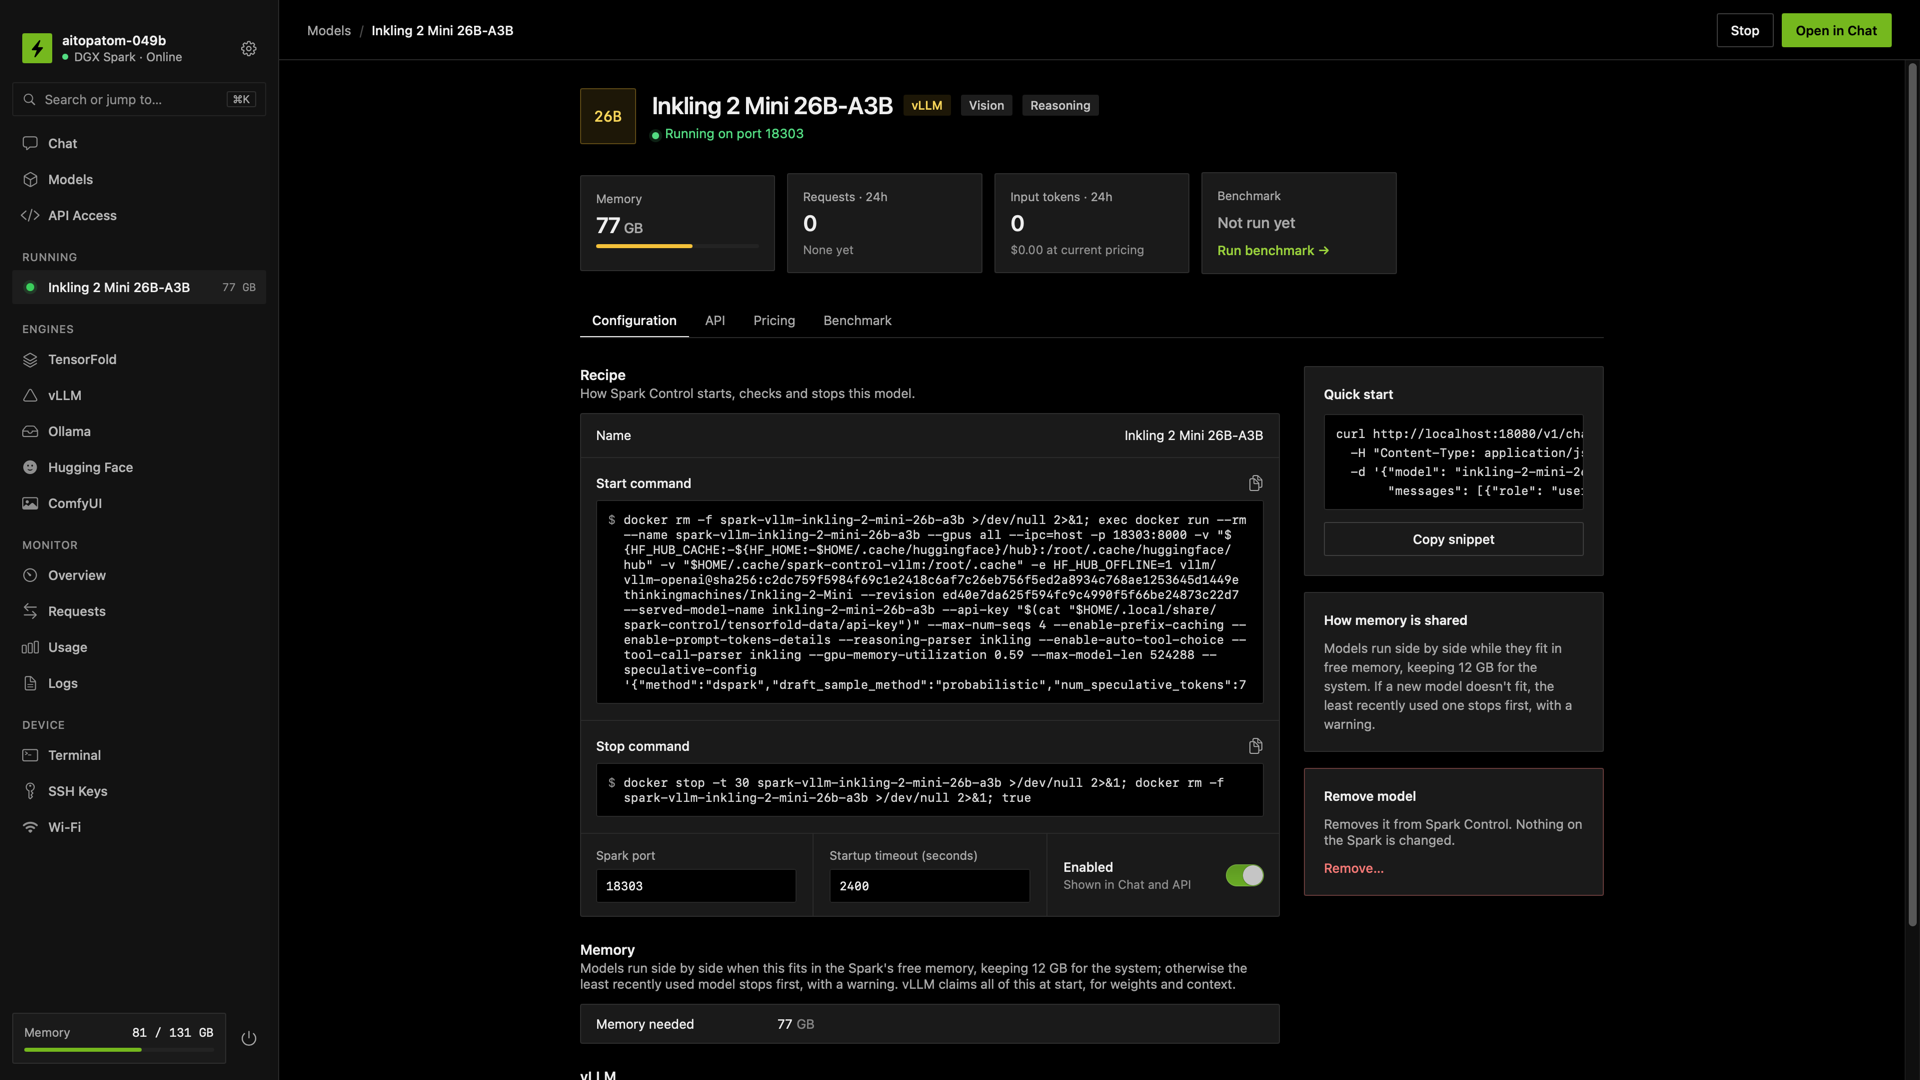 aitopatom-049b
DGX Spark · Online
Search or jump to...
⌘K
Chat
Models
API Access
RUNNING
Inkling 2 Mini 26B-A3B
77 GB
ENGINES
TensorFold
vLLM
Ollama
Hugging Face
ComfyUI
MONITOR
Overview
Requests
Usage
Logs
DEVICE
Terminal
SSH Keys
Wi-Fi
Memory
81 / 131 GB
Models / Inkling 2 Mini 26B-A3B
Stop
Open in Chat
26B
Inkling 2 Mini 26B-A3B
vLLM
Vision
Reasoning
Running on port 18303
Memory
77 GB
Requests · 24h
0
None yet
Input tokens · 24h
0
$0.00 at current pricing
Benchmark
Not run yet
Run benchmark →
Configuration
API
Pricing
Benchmark
Recipe
How Spark Control starts, checks and stops this model.
Name
Inkling 2 Mini 26B-A3B
Start command
$ docker rm -f spark-vllm-inkling-2-mini-26b-a3b >/dev/null 2>&1; exec docker run --rm
--name spark-vllm-inkling-2-mini-26b-a3b --gpus all --ipc=host -p 18303:8000 -v "$
{HF_HUB_CACHE:-${HF_HOME:-$HOME/.cache/huggingface}/hub}:/root/.cache/huggingface/
hub" -v "$HOME/.cache/spark-control-vllm:/root/.cache" -e HF_HUB_OFFLINE=1 vllm/
vllm-openai@sha256:c2dc759f5984f69c1e2418c6af7c26eb756f5ed2a8934c768ae1253645d1449e
thinkingmachines/Inkling-2-Mini --revision ed40e7da625f594fc9c4990f5f66be24873c22d7
--served-model-name inkling-2-mini-26b-a3b --api-key "$(cat "$HOME/.local/share/
spark-control/tensorfold-data/api-key")" --max-num-seqs 4 --enable-prefix-caching --
enable-prompt-tokens-details --reasoning-parser inkling --enable-auto-tool-choice --
tool-call-parser inkling --gpu-memory-utilization 0.59 --max-model-len 524288 --
speculative-config
'{"method":"dspark","draft_sample_method":"probabilistic","num_speculative_tokens":7
Stop command
$ docker stop -t 30 spark-vllm-inkling-2-mini-26b-a3b >/dev/null 2>&1; docker rm -f
spark-vllm-inkling-2-mini-26b-a3b >/dev/null 2>&1; true
Spark port
18303
Startup timeout (seconds)
2400
Enabled
Shown in Chat and API
Memory
Models run side by side when this fits in the Spark's free memory, keeping 12 GB for the system; otherwise the
least recently used model stops first, with a warning. vLLM claims all of this at start, for weights and context.
Memory needed
77 GB
vLLM
Quick start
curl http://localhost:18080/v1/cha
-H "Content-Type: application/js
-d '{"model": "inkling-2-mini-26
"messages": [{"role": "user
Copy snippet
How memory is shared
Models run side by side while they fit in
free memory, keeping 12 GB for the
system. If a new model doesn't fit, the
least recently used one stops first, with a
warning.
Remove model
Removes it from Spark Control. Nothing on
the Spark is changed.
Remove...